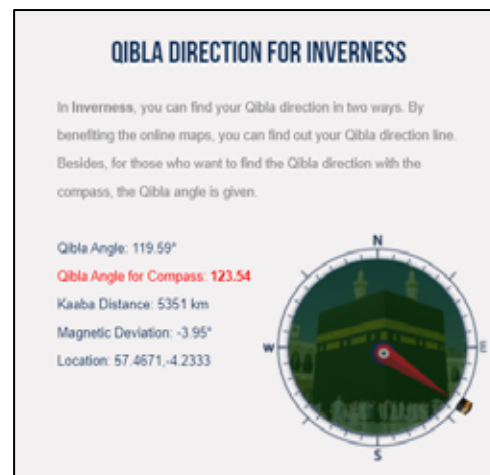 QIBLA DIRECTION FOR INVERNESS
In Inverness, you can find your Qibla direction in two ways. By
benefiting the online maps, you can find out your Qibla direction line.
Besides, for those who want to find the Qibla direction with the
compass, the Qibla angle is given.
Qibla Angle: 119.59°
Qibla Angle for Compass: 123.54
Kaaba Distance: 5351 km
Magnetic Deviation: -3.95°
Location: 57.4671,-4.2333
N
W
E
S